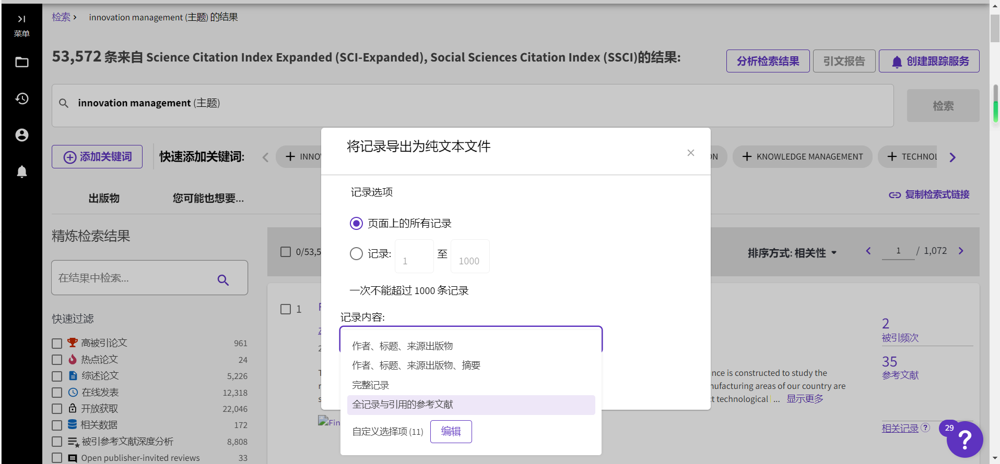 检索 › innovation management (主题) 的结果
菜单
53,572 条来自 Science Citation Index Expanded (SCI-Expanded), Social Sciences Citation Index (SSCI)的结果:
分析检索结果
引文报告
创建跟踪服务
innovation management (主题)
检索
添加关键词
快速添加关键词:
INNO
ON
KNOWLEDGE MANAGEMENT
TECHNOL
出版物
您可能也想要...
复制检索式链接
精炼检索结果
在结果中检索...
快速过滤
高被引论文 961
热点论文 24
综述论文 5,226
在线发表 12,318
开放获取 22,046
相关数据 172
被引参考文献深度分析 8,808
Open publisher-invited reviews 33
0/53,5
排序方式: 相关性
1 / 1,072
1
将记录导出为纯文本文件
×
记录选项
页面上的所有记录
记录: 1 至 1000
一次不能超过 1000 条记录
记录内容:
作者、标题、来源出版物
作者、标题、来源出版物、摘要
完整记录
全记录与引用的参考文献
自定义选择项 (11) 编辑
nce is constructed to study the
nufacturing areas of our country are
t technological ... 显示更多
Fin
2
被引频次
35
参考文献
相关记录 ?
29
?